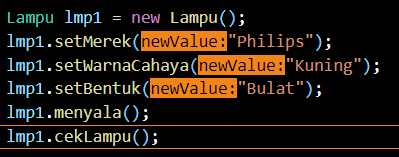 Lampu lmp1 = new Lampu();
lmp1.setMerek(newValue:"Philips");
lmp1.setWarnaCahaya(newValue:"Kuning");
lmp1.setBentuk(newValue:"Bulat");
lmp1.menyala();
lmp1.cekLampu();